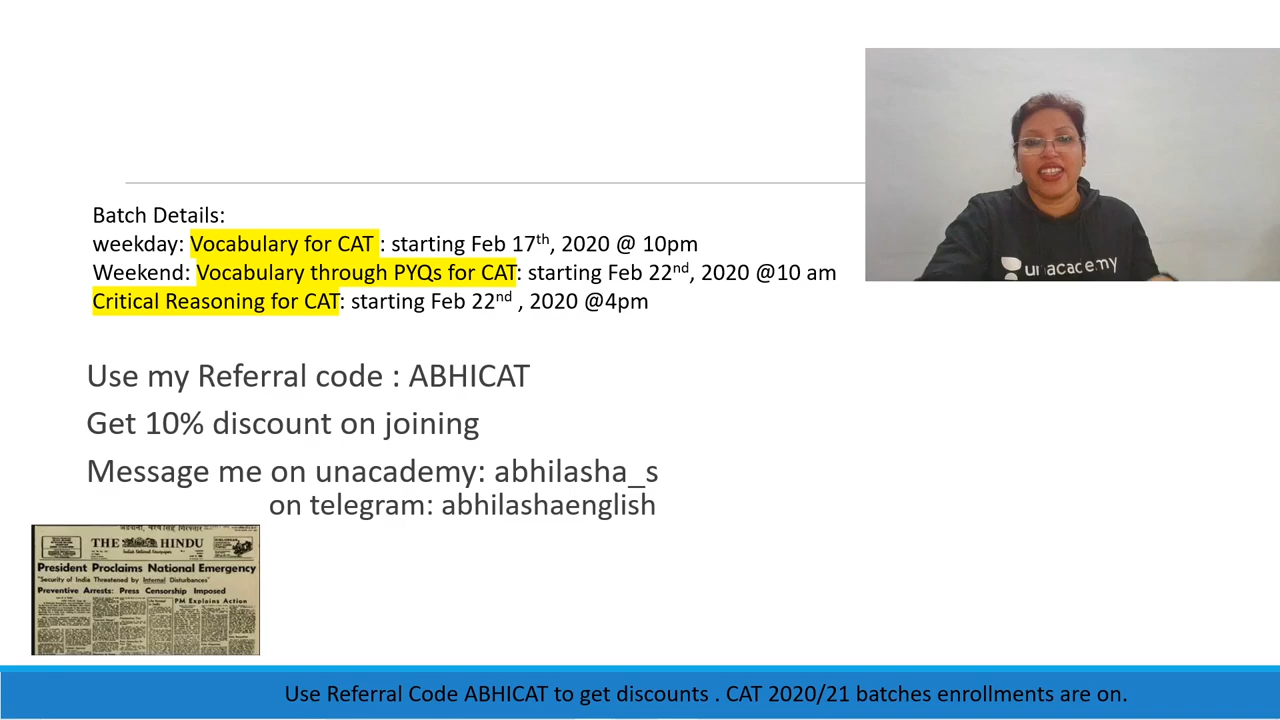 Batch Details:
weekday: Vocabulary for CAT : starting Feb 17th, 2020 @ 10pm
Weekend: Vocabulary through PYQs for CAT: starting Feb 22nd, 2020 @10 am
Critical Reasoning for CAT: starting Feb 22nd , 2020 @4pm
unacademy
Use my Referral code : ABHICAT
Get 10% discount on joining
Message me on unacademy: abhilasha_s
on telegram: abhilashaenglish
THE HINDU
India's National Newspaper
President Proclaims National Emergency
"Security of India Threatened by Internal Disturbances"
Preventive Arrests: Press Censorship Imposed
PM Explains Action
Use Referral Code ABHICAT to get discounts . CAT 2020/21 batches enrollments are on.